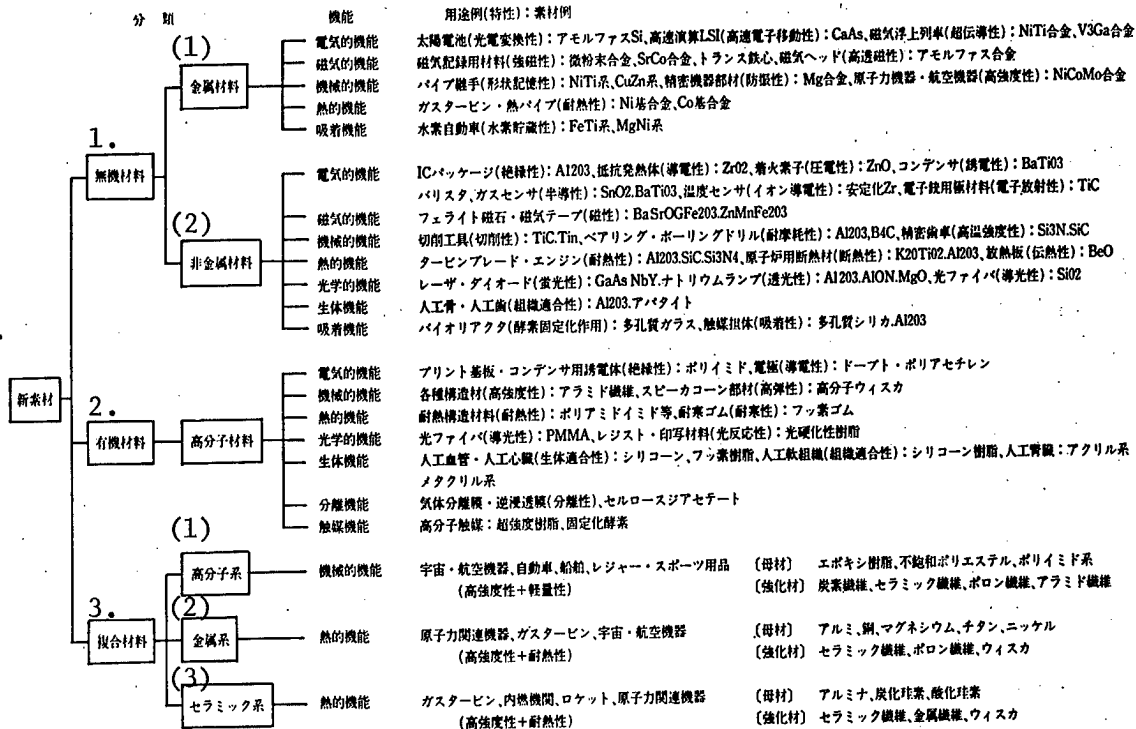 分類 機能 用途例(特性):素材例
(1)
電気的機能 太陽電池(光電変換性):アモルファスSi、高速演算LSI(高速電子移動性):CaAs、磁気浮上列車(超伝導性):NiTi合金、V3Ga合金
磁気的機能 磁気記録用材料(強磁性):微粉末合金、SrCo合金、トランス鉄心、磁気ヘッド(高透磁性):アモルファス合金
金属材料 機械的機能 パイプ継手(形状記憶性):NiTi系、CuZn系、精密機器部材(防振性):Mg合金、原子力機器・航空機器(高強度性):NiCoMo合金
熱的機能 ガスタービン・熱パイプ(耐熱性):Ni基合金、Co基合金
吸着機能 水素自動車(水素貯蔵性):FeTi系、MgNi系
1.
無機材料
電気的機能 ICパッケージ(絶縁性):Al203、抵抗発熱体(導電性):Zr02、着火素子(圧電性):ZnO、コンデンサ(誘電性):BaTi03
バリスタ、ガスセンサ(半導性):SnO2.BaTi03、温度センサ(イオン導電性):安定化Zr、電子銃用極材料(電子放射性):TiC
(2)
磁気的機能 フェライト磁石・磁気テープ(磁性):BaSrOGFe203.ZnMnFe203
機械的機能 切削工具(切削性):TiC.Tin、ベアリング・ボーリングドリル(耐摩耗性):Al203、B4C、精密歯車(高温強度性):Si3N.SiC
非金属材料 熱的機能 タービンブレード・エンジン(耐熱性):Al203.SiC.Si3N4、原子炉用断熱材(断熱性):K20Ti02.Al203、放熱板(伝熱性):BeO
光学的機能 レーザ・ダイオード(蛍光性):GaAs NbY.ナトリウムランプ(透光性):Al203.AlON.MgO、光ファイバ(導光性):Si02
生体機能 人工骨・人工歯(組織適合性):Al203.アパタイト
吸着機能 バイオリアクタ(酵素固定化作用):多孔質ガラス、触媒担体(吸着性):多孔質シリカ.Al203
新素材
電気的機能 プリント基板・コンデンサ用誘電体(絶縁性):ポリイミド、電極(導電性):ドープト・ポリアセチレン
機械的機能 各種構造材(高強度性):アラミド繊維、スピーカコーン部材(高弾性):高分子ウィスカ
2.
熱的機能 耐熱構造材料(耐熱性):ポリアミドイミド等、耐寒ゴム(耐寒性):フッ素ゴム
有機材料 高分子材料 光学的機能 光ファイバ(導光性):PMMA、レジスト・印写材料(光反応性):光硬化性樹脂
生体機能 人工血管・人工心臓(生体適合性):シリコーン、フッ素樹脂、人工軟組織(組織適合性):シリコーン樹脂、人工腎臓:アクリル系
メタクリル系
分離機能 気体分離膜・逆浸透膜(分離性)、セルロースジアセテート
触媒機能 高分子触媒:超強度樹脂、固定化酵素
(1)
高分子系 機械的機能 宇宙・航空機器、自動車、船舶、レジャー・スポーツ用品 〔母材〕 エポキシ樹脂、不飽和ポリエステル、ポリイミド系
(高強度性+軽量性) 〔強化材〕 炭素繊維、セラミック繊維、ボロン繊維、アラミド繊維
3.
(2)
複合材料 金属系 熱的機能 原子力関連機器、ガスタービン、宇宙・航空機器 〔母材〕 アルミ、銅、マグネシウム、チタン、ニッケル
(高強度性+耐熱性) 〔強化材〕 セラミック繊維、ボロン繊維、ウィスカ
(3)
セラミック系 熱的機能 ガスタービン、内燃機関、ロケット、原子力関連機器 〔母材〕 アルミナ、炭化珪素、酸化珪素
(高強度性+耐熱性) 〔強化材〕 セラミック繊維、金属繊維、ウィスカ